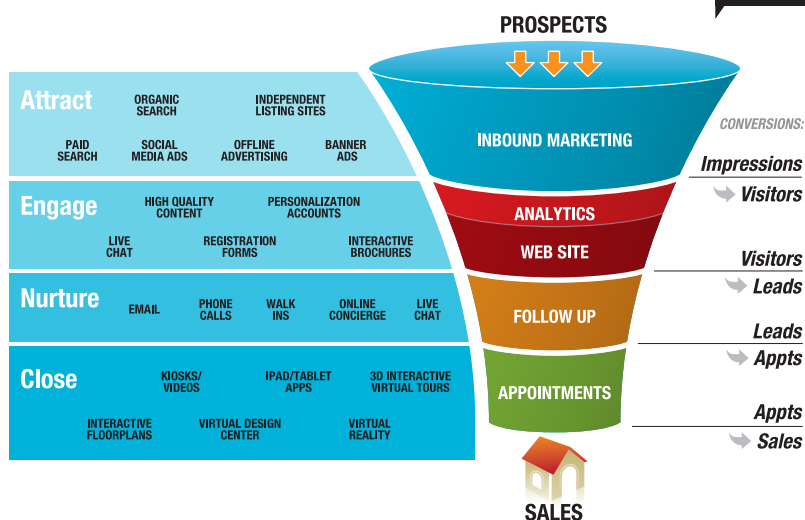 PROSPECTS
Attract
ORGANIC
SEARCH
INDEPENDENT
LISTING SITES
PAID
SEARCH
SOCIAL
MEDIA ADS
OFFLINE
ADVERTISING
BANNER
ADS
INBOUND MARKETING
CONVERSIONS:
Impressions
Visitors
Engage
HIGH QUALITY
CONTENT
PERSONALIZATION
ACCOUNTS
LIVE
CHAT
REGISTRATION
FORMS
INTERACTIVE
BROCHURES
ANALYTICS
WEB SITE
Visitors
Leads
Nurture
EMAIL
PHONE
CALLS
WALK
INS
ONLINE
CONCIERGE
LIVE
CHAT
FOLLOW UP
Leads
Appts
Close
KIOSKS/
VIDEOS
IPAD/TABLET
APPS
3D INTERACTIVE
VIRTUAL TOURS
INTERACTIVE
FLOORPLANS
VIRTUAL DESIGN
CENTER
VIRTUAL
REALITY
APPOINTMENTS
Appts
Sales
SALES